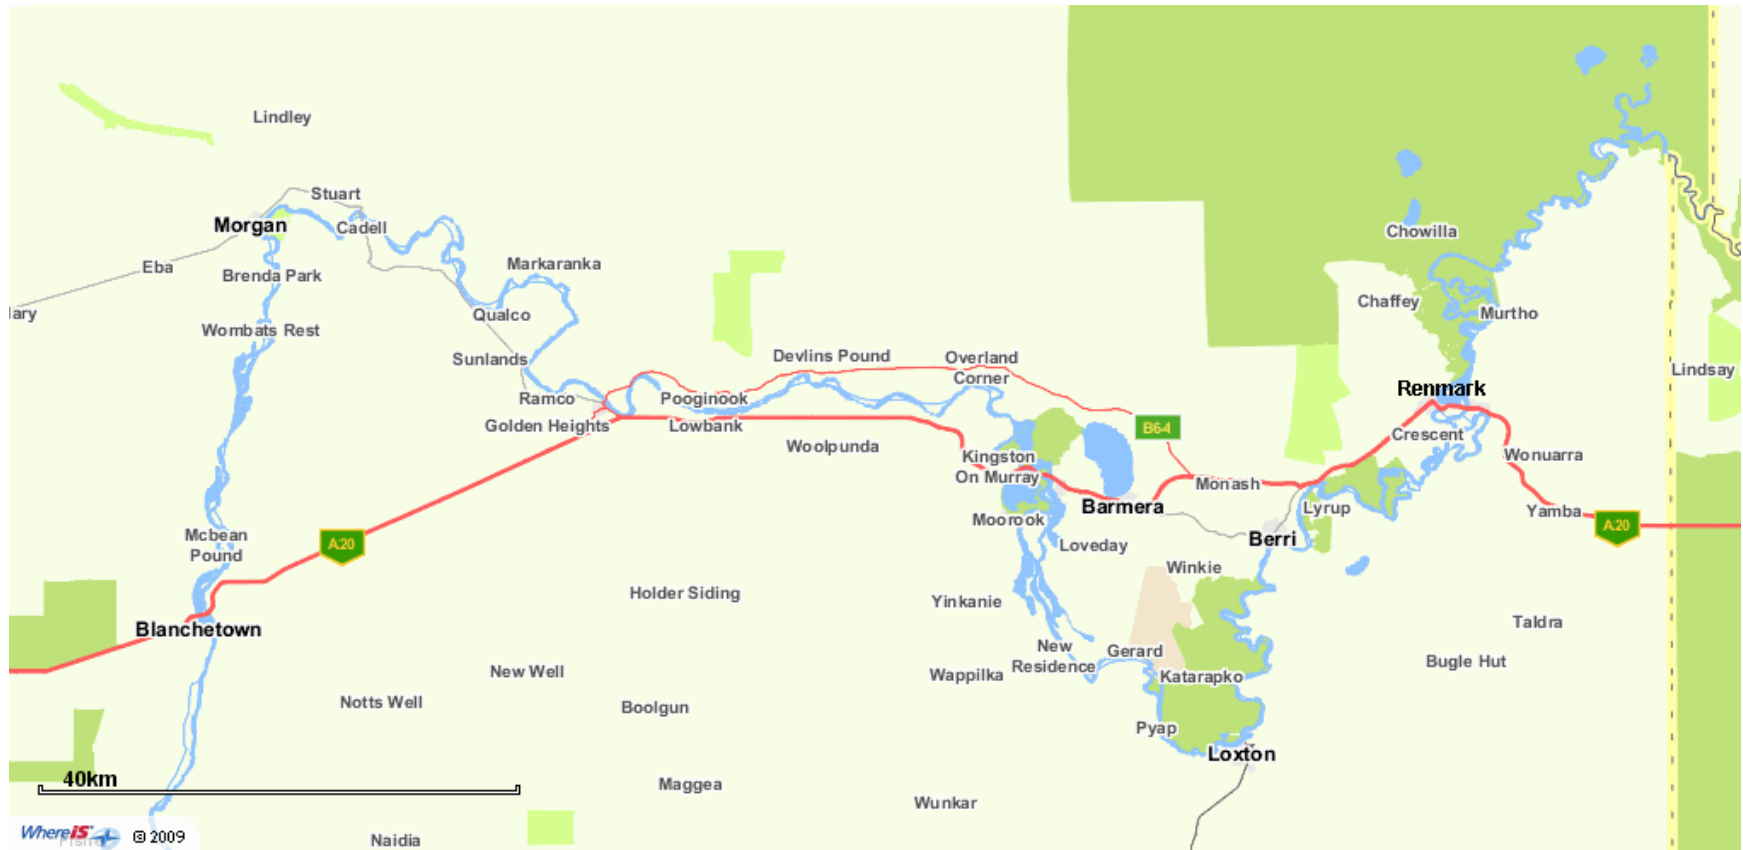 Lindley
Stuart
Morgan
Cadell
Chowilla
Eba
Markaranka
Brenda Park
Chaffey
lary
Qualco
Murtho
Wombats Rest
Sunlands
Devlins Pound
Overland
Corner
Lindsay
Renmark
Ramco
Pooginook
Golden Heights
Lowbank
B64
Crescent
Woolpunda
Kingston
On Murray
Wonuarra
Monash
Barmera
Lyrup
Yamba
A20
Moorook
Mcbean
Pound
A20
Berri
Loveday
Winkie
Holder Siding
Yinkanie
Blanchetown
Taldra
New
Residence
Gerard
Bugle Hut
New Well
Wappilka
Katarapko
Notts Well
Boolgun
Pyap
Loxton
40km
Maggea
Wunkar
WhereiS
© 2009
Naidia